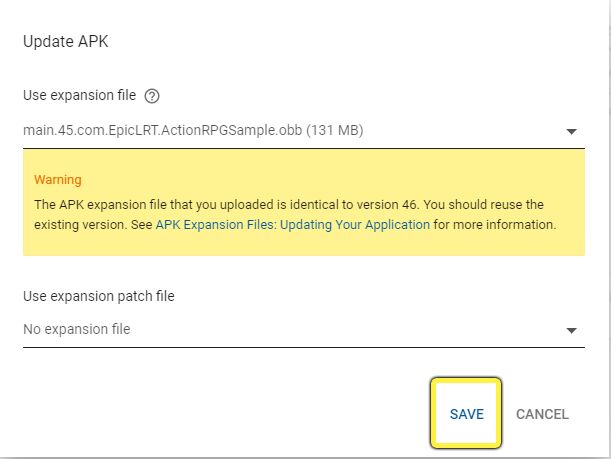 Update APK
Use expansion file ?
main.45.com.EpicLRT.ActionRPGSample.obb (131 MB)
Warning
The APK expansion file that you uploaded is identical to version 46. You should reuse the
existing version. See APK Expansion Files: Updating Your Application for more information.
Use expansion patch file
No expansion file
SAVE CANCEL